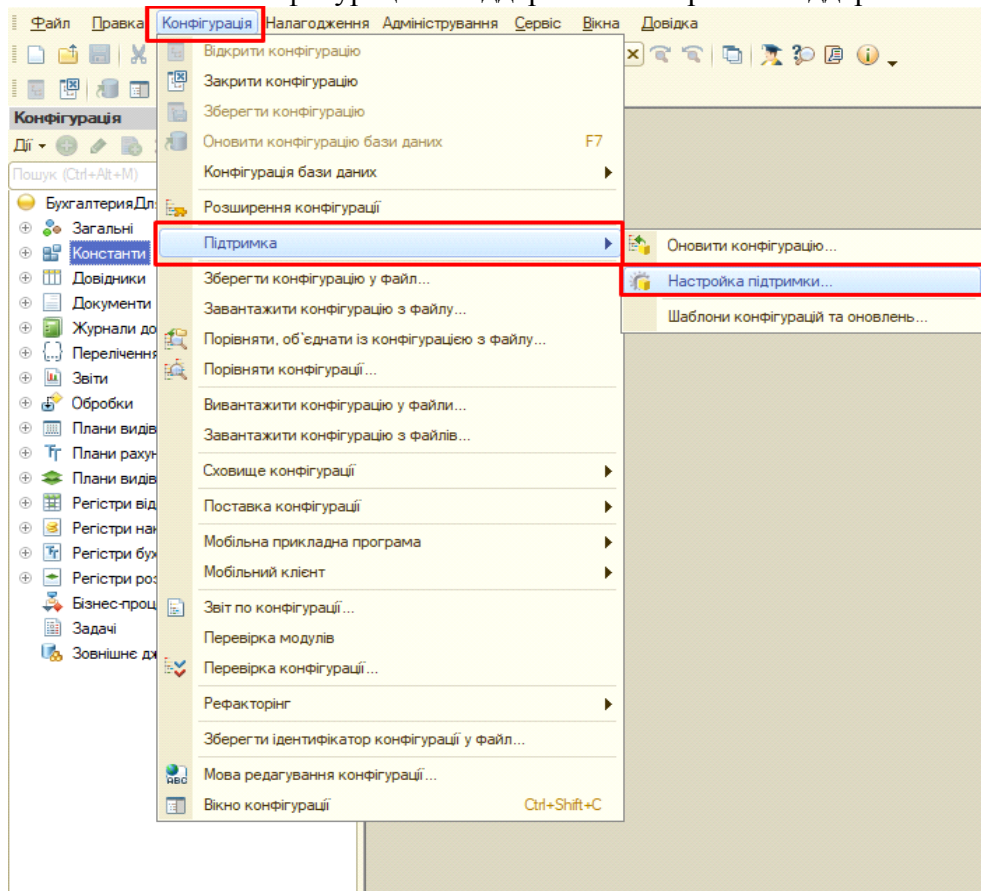 Файл Правка Конфігурація Налагодження Адміністрування Сервіс Вікна Довідка
Конфігурація
Дії
Пошук (Ctrl+Alt+M)
БухгалтерияДл
Загальні
Константи
Довідники
Документи
Журнали до
Перелічення
Звіти
Обробки
Плани видів
Плани рахун
Плани видів
Регістри від
Регістри нак
Регістри бух
Регістри роз
Бізнес-проц
Задачі
Зовнішнє дж
Відкрити конфігурацію
Закрити конфігурацію
Зберегти конфігурацію
Оновити конфігурацію бази даних F7
Конфігурація бази даних
Розширення конфігурації
Підтримка
Зберегти конфігурацію у файл...
Завантажити конфігурацію з файлу...
Порівняти, об`єднати із конфігурацією з файлу...
Порівняти конфігурації...
Вивантажити конфігурацію у файли...
Завантажити конфігурацію з файлів...
Сховище конфігурації
Поставка конфігурації
Мобільна прикладна програма
Мобільний клієнт
Звіт по конфігурації...
Перевірка модулів
Перевірка конфігурації...
Рефакторінг
Зберегти ідентифікатор конфігурації у файл...
Мова редагування конфігурації...
Вікно конфігурації Ctrl+Shift+C
Оновити конфігурацію...
Настройка підтримки...
Шаблони конфігурацій та оновлень...